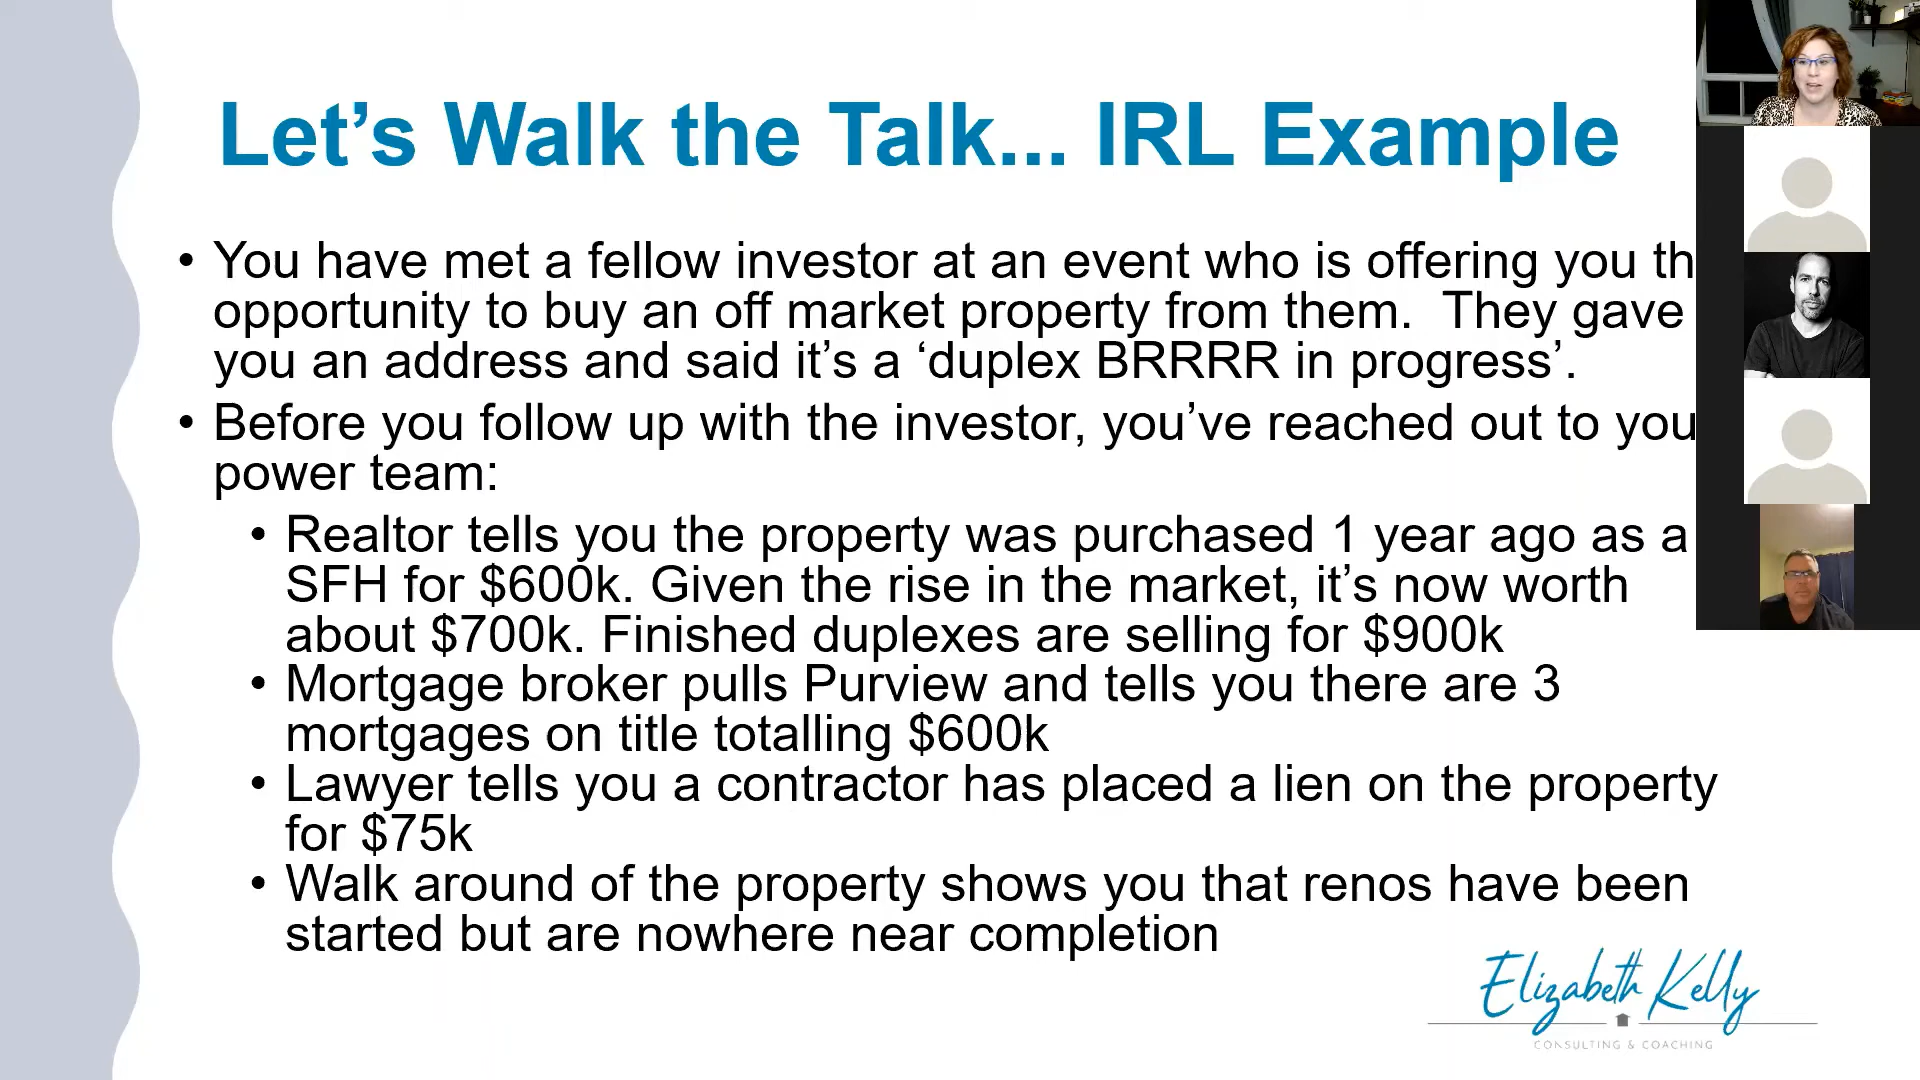 Let’s Walk the Talk... IRL Example
• You have met a fellow investor at an event who is offering you th
opportunity to buy an off market property from them.  They gave
you an address and said it’s a ‘duplex BRRRR in progress’.
• Before you follow up with the investor, you’ve reached out to you
power team:
• Realtor tells you the property was purchased 1 year ago as a
SFH for $600k. Given the rise in the market, it’s now worth
about $700k. Finished duplexes are selling for $900k
• Mortgage broker pulls Purview and tells you there are 3
mortgages on title totalling $600k
• Lawyer tells you a contractor has placed a lien on the property
for $75k
• Walk around of the property shows you that renos have been
started but are nowhere near completion
Elizabeth Kelly
CONSULTING & COACHING